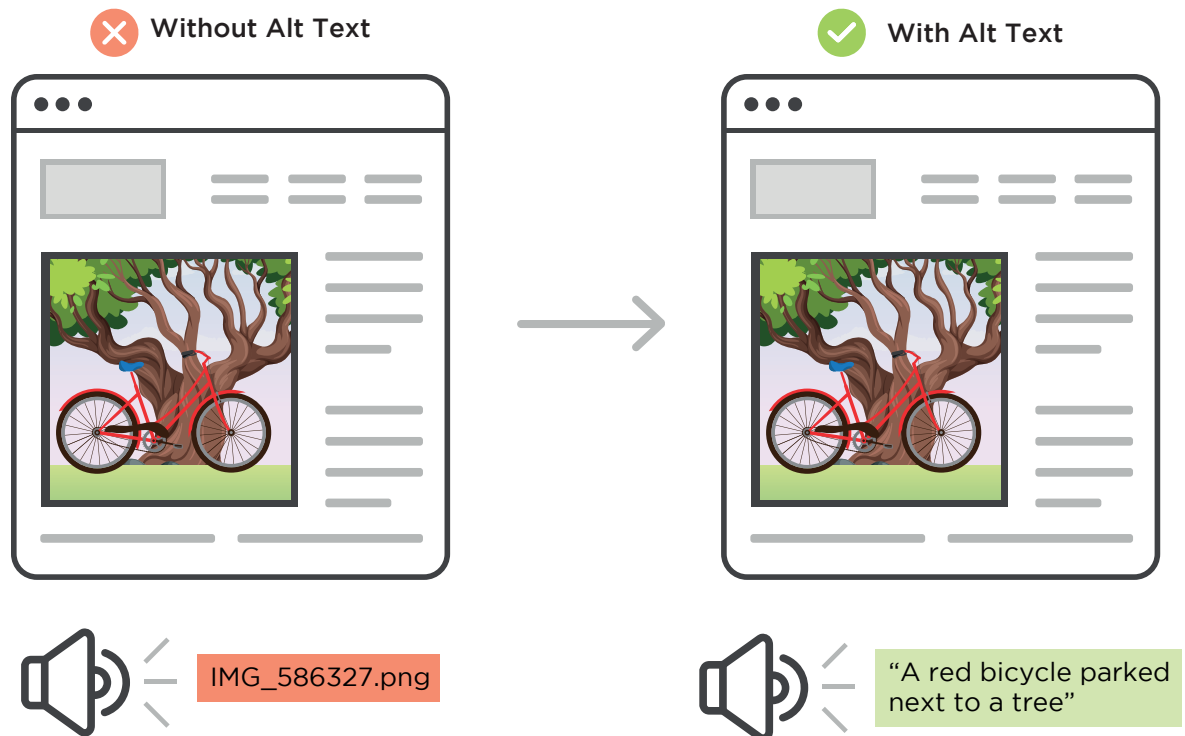 Without Alt Text
With Alt Text
IMG_586327.png
“A red bicycle parked
next to a tree”